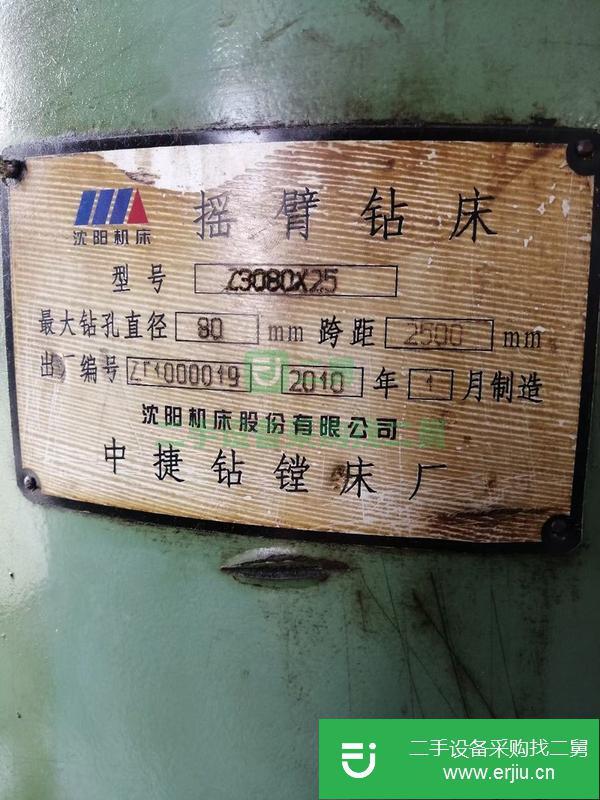 摇臂钻床
沈阳机床
型号 Z3080X25
最大钻孔直径 80 mm 跨距 2500 mm
出厂编号 ZF1000019 2010 年 1 月制造
沈阳机床股份有限公司
中捷钻镗床厂
二手设备采购找二舅
www.erjiu.cn